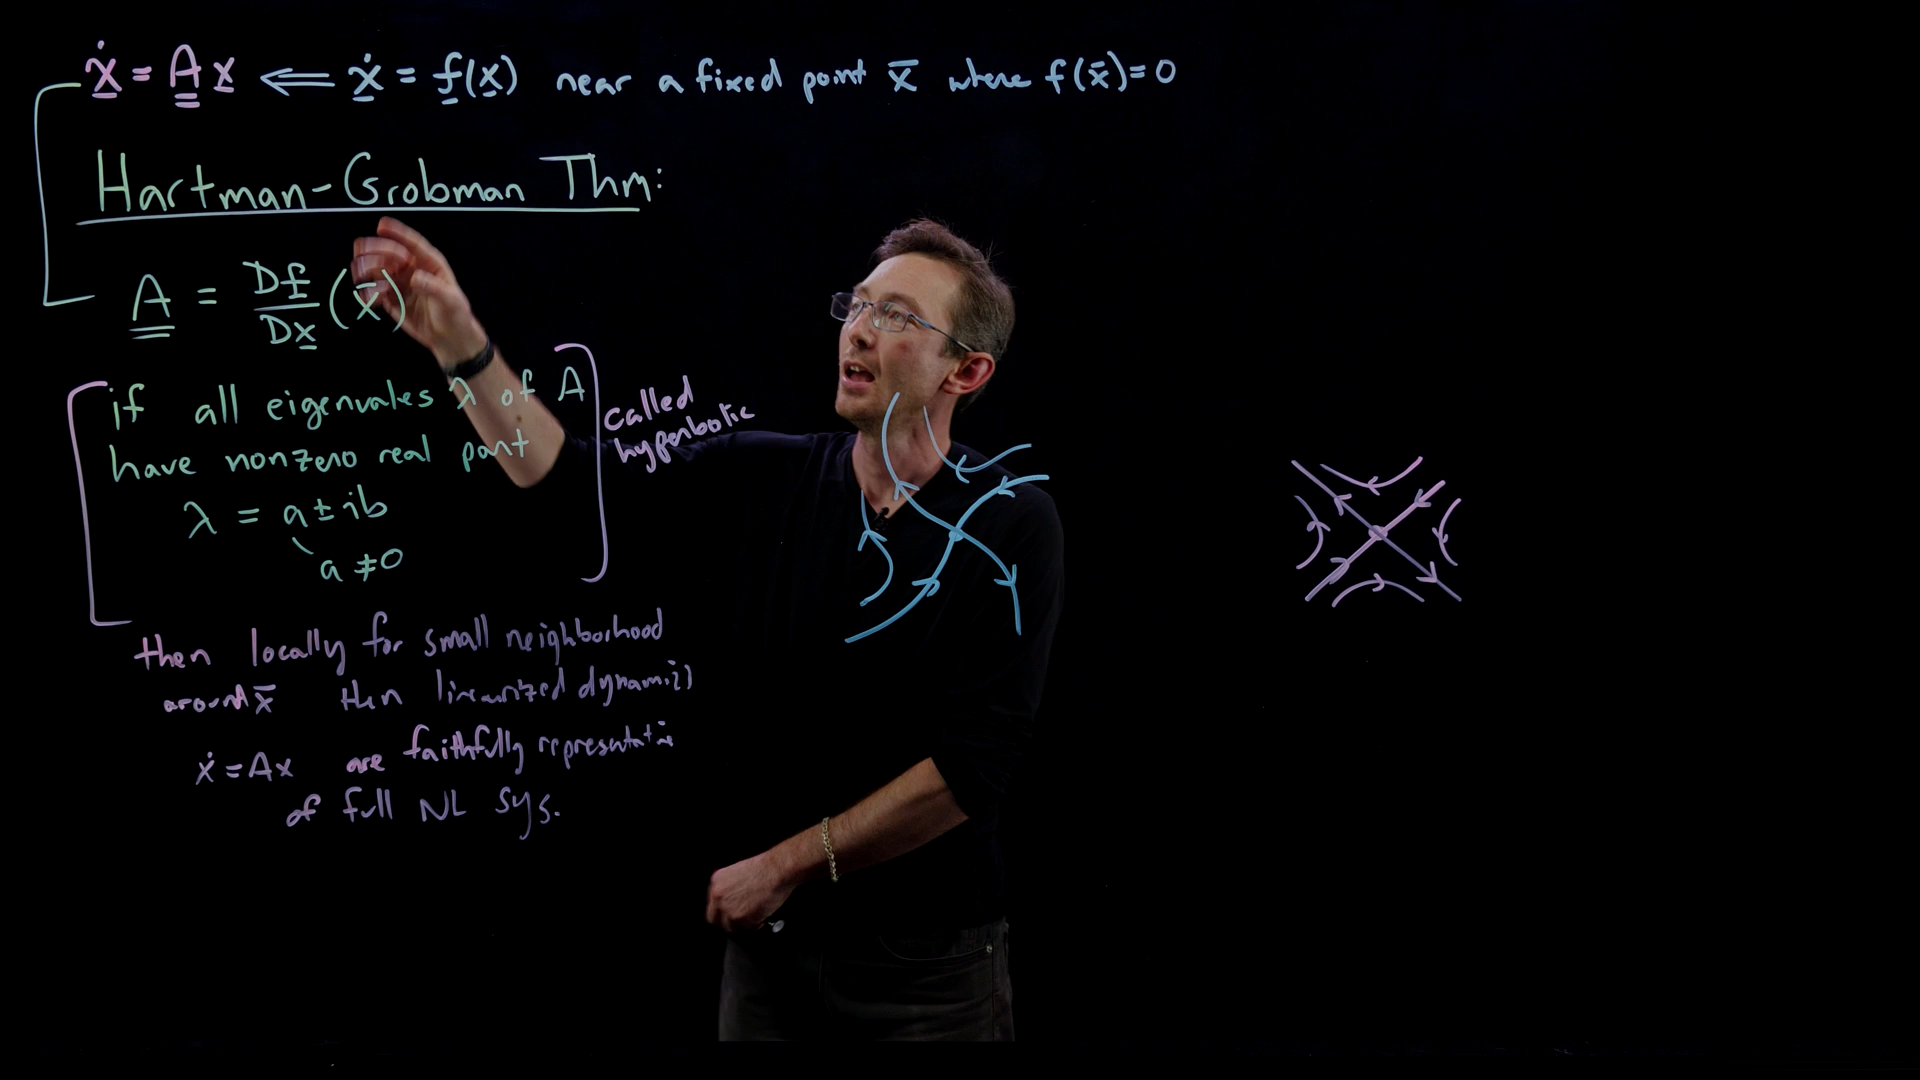 ẋ = A x ⇐ ẋ = f(x) near a fixed point x̄ where f(x̄)=0
Hartman-Grobman Thm:
A = Df/Dx (x̄)
if all eigenvales λ of A
have nonzero real part
λ = a ± ib
a ≠ 0
called
hyperbolic
then locally for small neighborhood
around x̄ then linearized dynamics
ẋ = Ax are faithfully representative
of full NL sys.